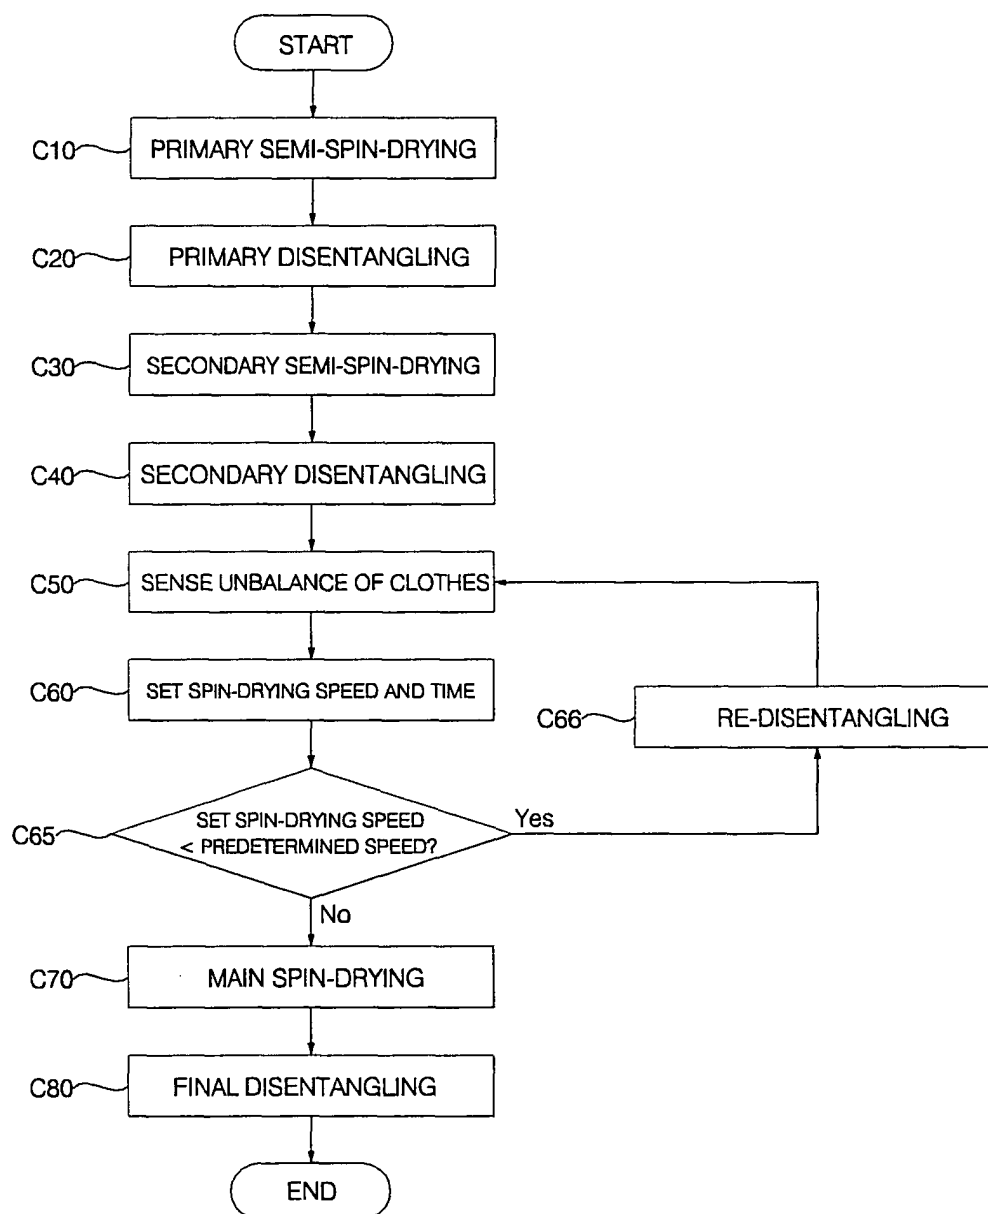 START
C10
PRIMARY SEMI-SPIN-DRYING
C20
PRIMARY DISENTANGLING
C30
SECONDARY SEMI-SPIN-DRYING
C40
SECONDARY DISENTANGLING
C50
SENSE UNBALANCE OF CLOTHES
C60
SET SPIN-DRYING SPEED AND TIME
C66
RE-DISENTANGLING
C65
SET SPIN-DRYING SPEED
< PREDETERMINED SPEED?
Yes
No
C70
MAIN SPIN-DRYING
C80
FINAL DISENTANGLING
END